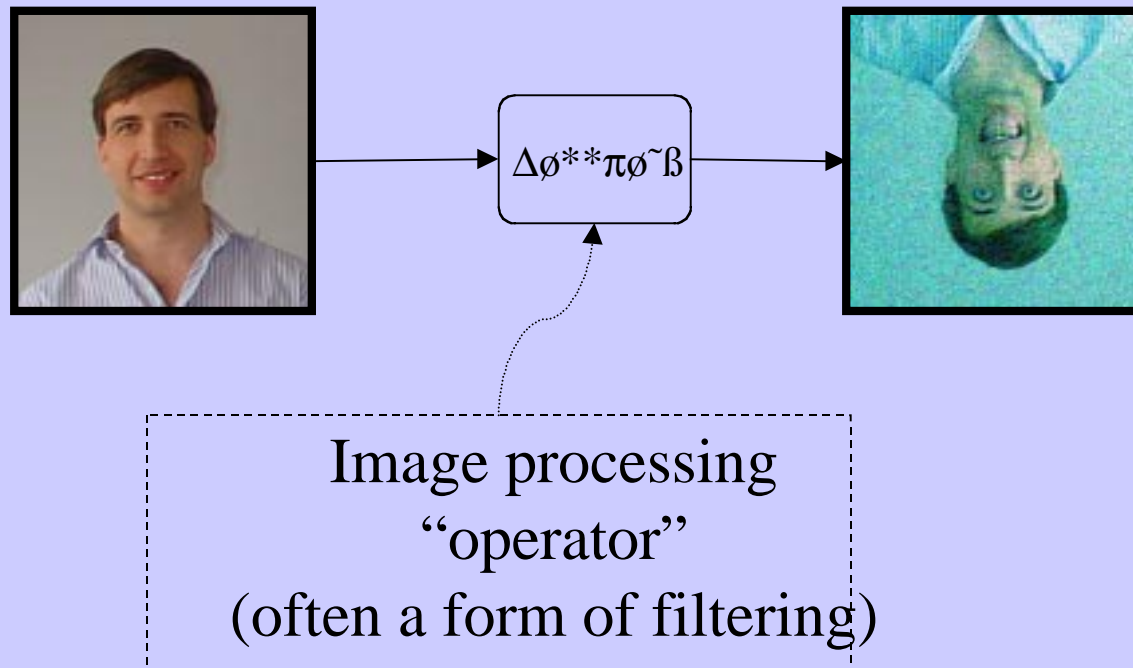 Δø**πø˜ß
Image processing
“operator”
(often a form of filtering)